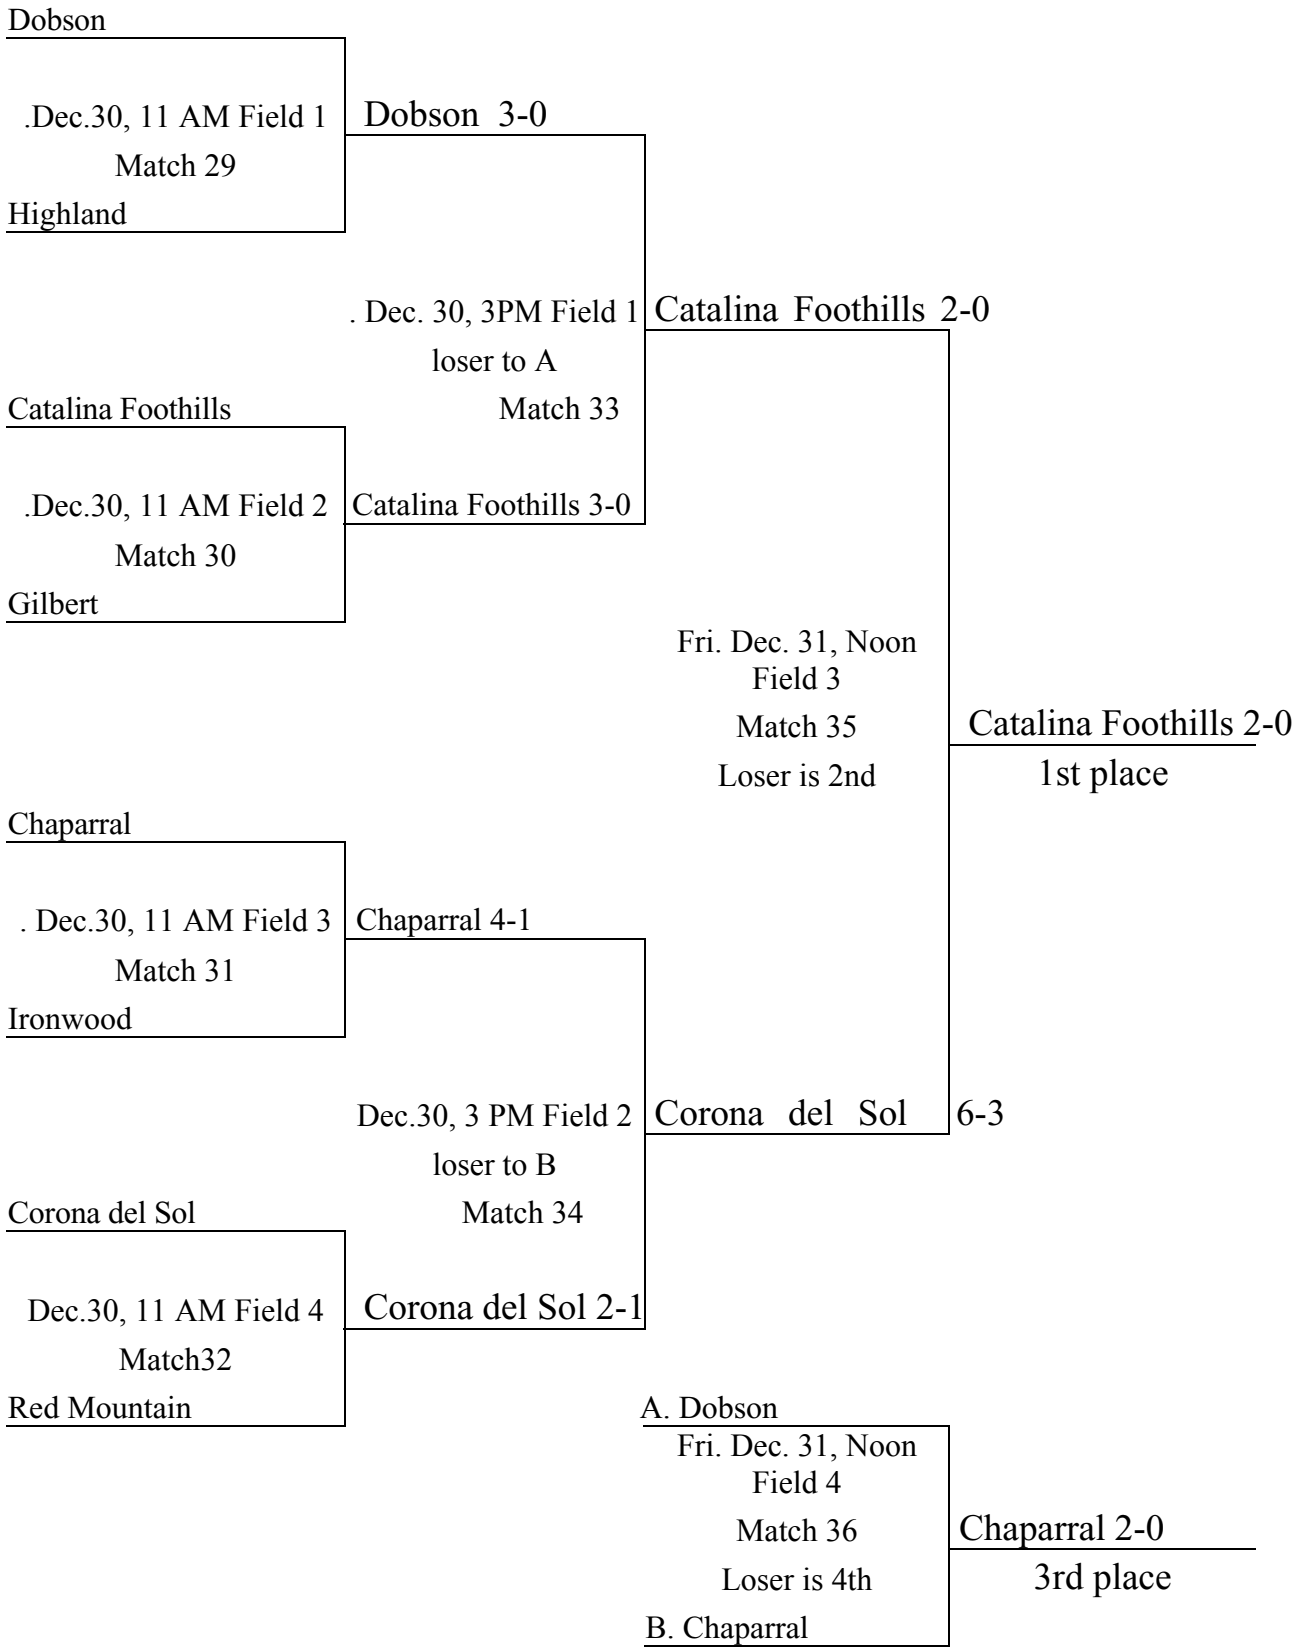 Dobson
.Dec.30, 11 AM Field 1
Dobson 3-0
Match 29
Highland
. Dec. 30, 3PM Field 1
Catalina Foothills 2-0
loser to A
Catalina Foothills
Match 33
.Dec.30, 11 AM Field 2
Catalina Foothills 3-0
Match 30
Gilbert
Fri. Dec. 31, Noon
Field 3
Match 35
Catalina Foothills 2-0
Loser is 2nd
1st place
Chaparral
. Dec.30, 11 AM Field 3
Chaparral 4-1
Match 31
Ironwood
Dec.30, 3 PM Field 2
Corona del Sol 6-3
loser to B
Corona del Sol
Match 34
Dec.30, 11 AM Field 4
Corona del Sol 2-1
Match32
Red Mountain
A. Dobson
Fri. Dec. 31, Noon
Field 4
Match 36
Chaparral 2-0
Loser is 4th
3rd place
B. Chaparral